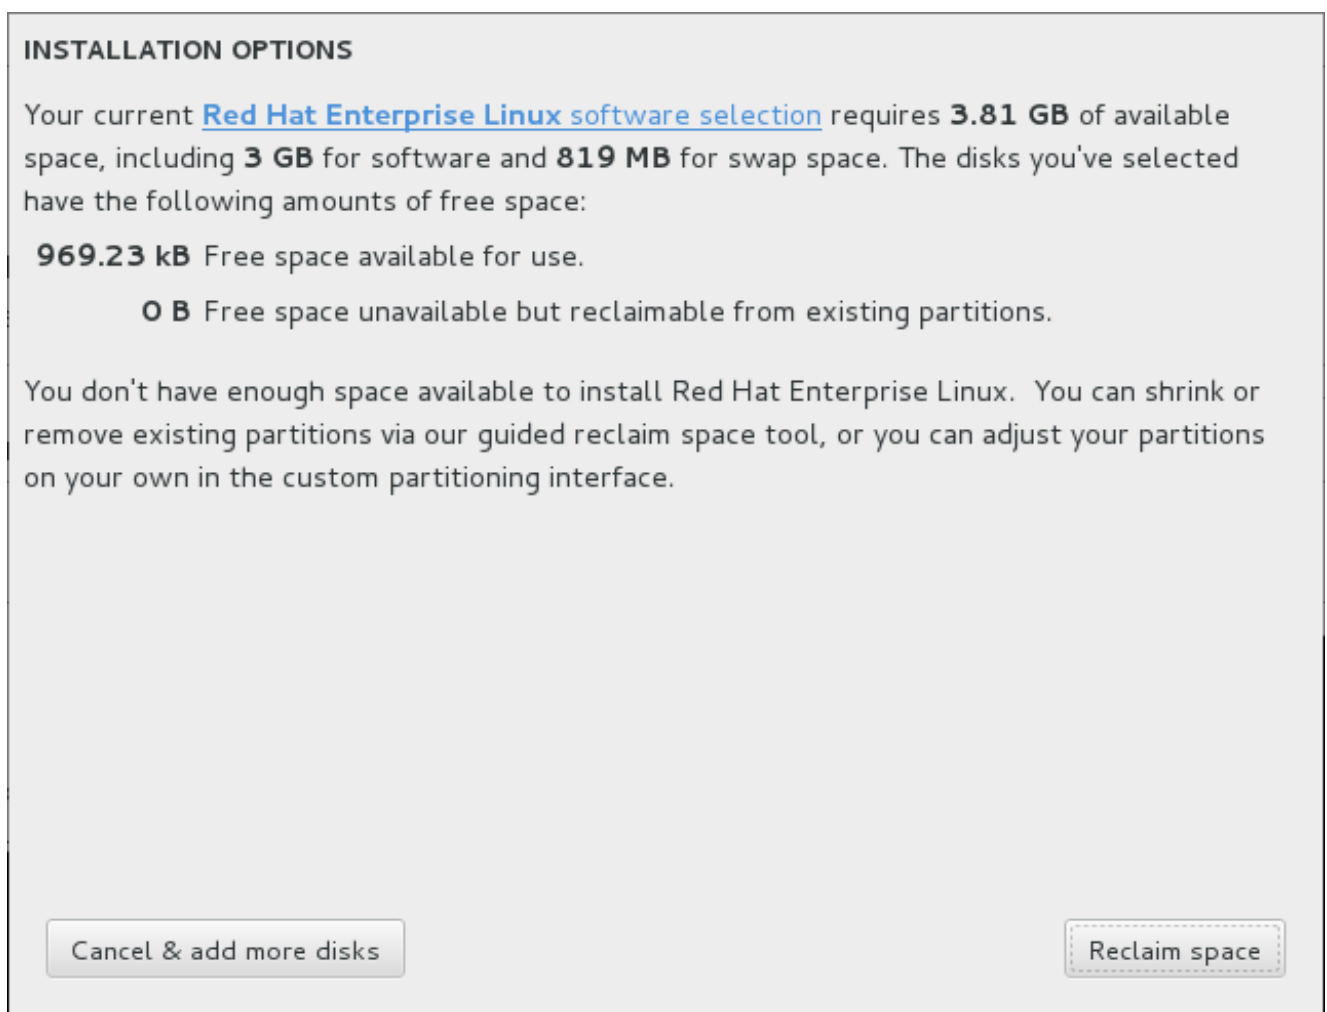 INSTALLATION OPTIONS
Your current Red Hat Enterprise Linux software selection requires 3.81 GB of available
space, including 3 GB for software and 819 MB for swap space. The disks you've selected
have the following amounts of free space:
969.23 kB Free space available for use.
0 B Free space unavailable but reclaimable from existing partitions.
You don't have enough space available to install Red Hat Enterprise Linux. You can shrink or
remove existing partitions via our guided reclaim space tool, or you can adjust your partitions
on your own in the custom partitioning interface.
Cancel & add more disks
Reclaim space